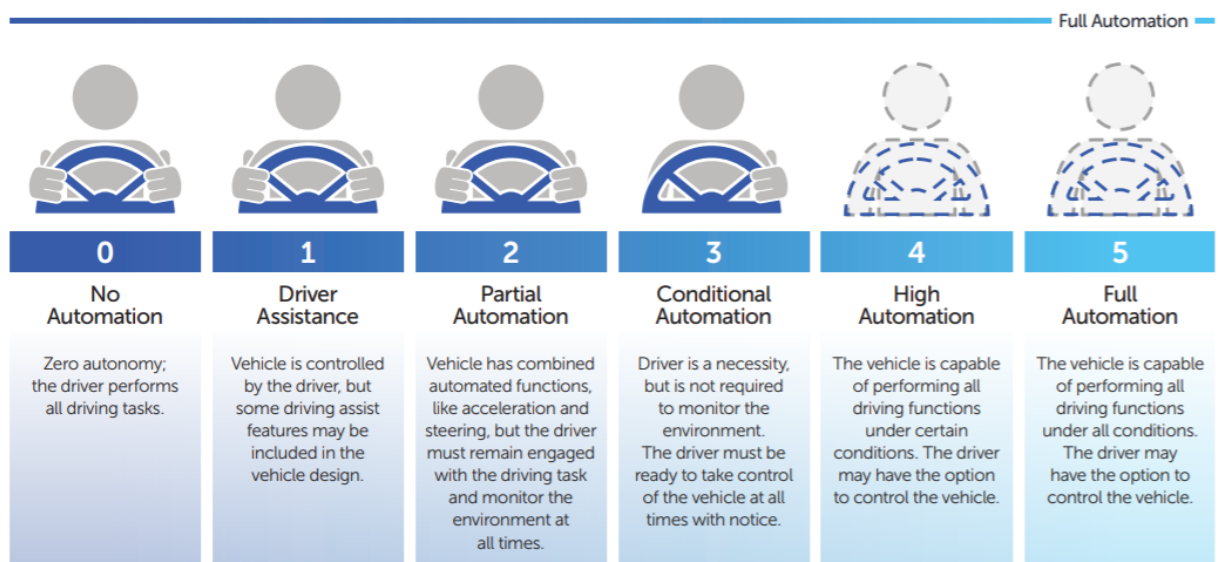 Full Automation
0
No
Automation
Zero autonomy;
the driver performs
all driving tasks.
1
Driver
Assistance
Vehicle is controlled
by the driver, but
some driving assist
features may be
included in the
vehicle design.
2
Partial
Automation
Vehicle has combined
automated functions,
like acceleration and
steering, but the driver
must remain engaged
with the driving task
and monitor the
environment at
all times.
3
Conditional
Automation
Driver is a necessity,
but is not required
to monitor the
environment.
The driver must be
ready to take control
of the vehicle at all
times with notice.
4
High
Automation
The vehicle is capable
of performing all
driving functions
under certain
conditions. The driver
may have the option
to control the vehicle.
5
Full
Automation
The vehicle is capable
of performing all
driving functions
under all conditions.
The driver may
have the option to
control the vehicle.